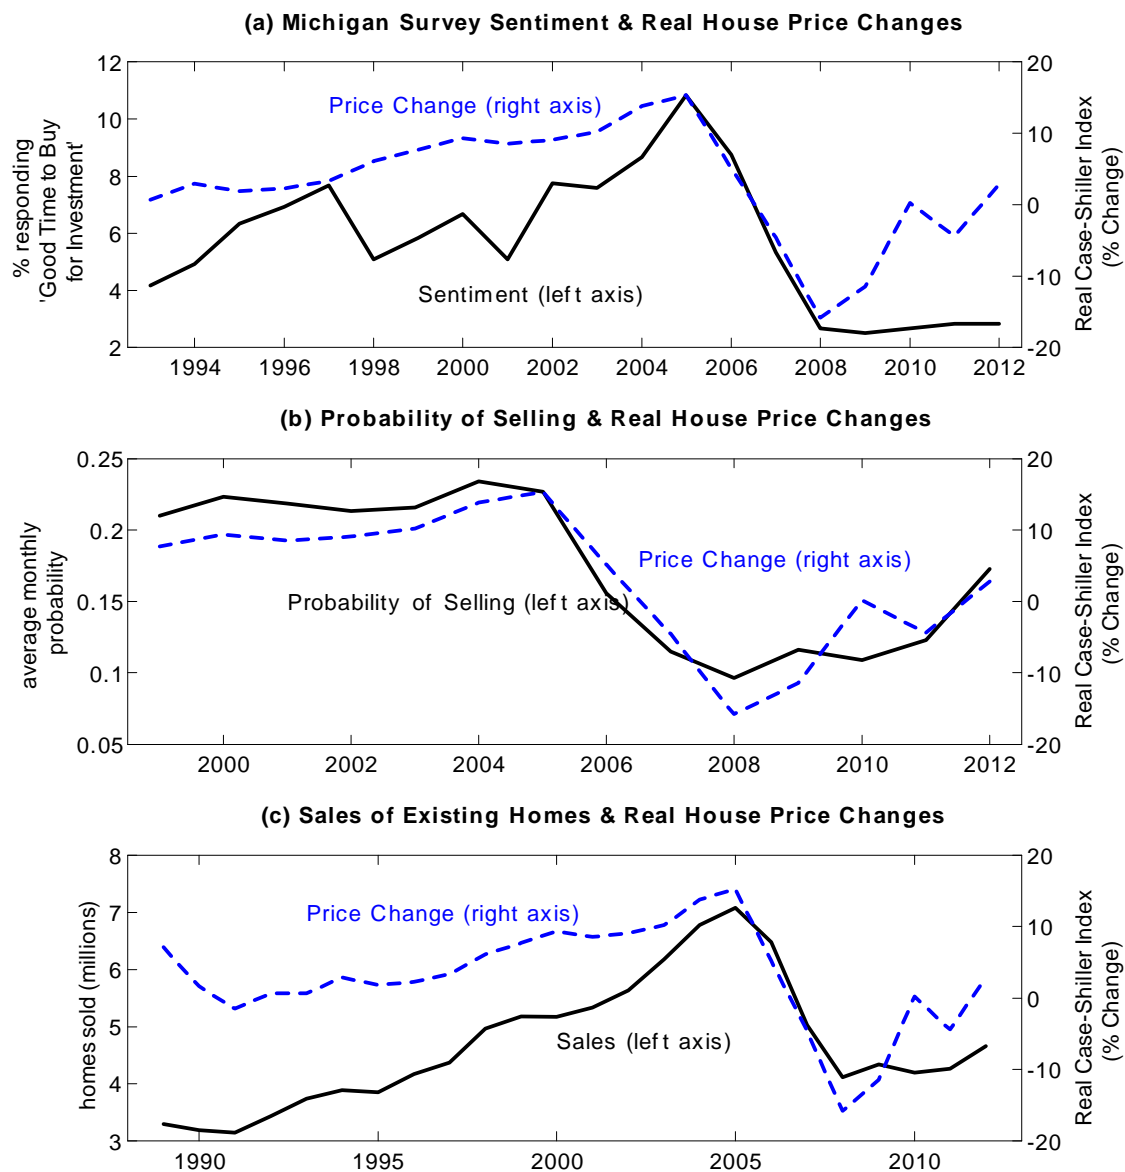 (a) Michigan Survey Sentiment & Real House Price Changes
12
10
8
6
4
2
20
10
0
-10
-20
% responding
'Good Time to Buy
for Investment'
Real Case-Shiller Index
(% Change)
Price Change (right axis)
Sentiment (left axis)
1994 1996 1998 2000 2002 2004 2006 2008 2010 2012
(b) Probability of Selling & Real House Price Changes
0.25
0.2
0.15
0.1
0.05
20
10
0
-10
-20
average monthly
probability
Real Case-Shiller Index
(% Change)
Price Change (right axis)
Probability of Selling (left axis)
2000 2002 2004 2006 2008 2010 2012
(c) Sales of Existing Homes & Real House Price Changes
8
7
6
5
4
3
20
10
0
-10
-20
homes sold (millions)
Real Case-Shiller Index
(% Change)
Price Change (right axis)
Sales (left axis)
1990 1995 2000 2005 2010